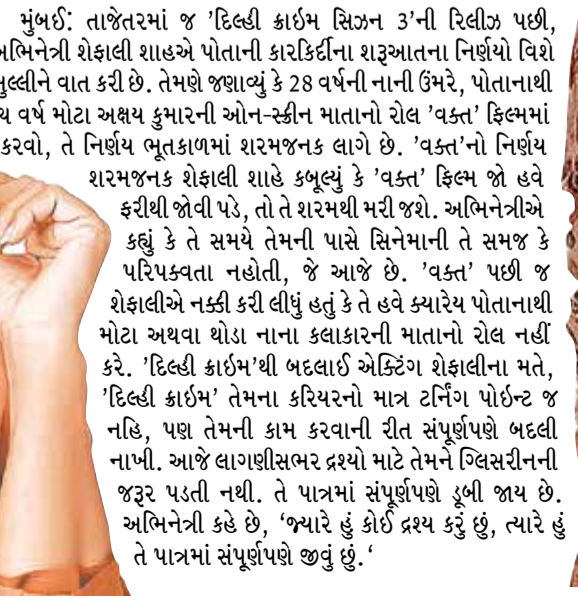 મુંબઈ: તાજેતરમાં જ 'દિલ્હી ક્રાઇમ સિઝન 3'ની રિલીઝ પછી,
અભિનેત્રી શેફાલી શાહએ પોતાની કારકિર્દીના શરૂઆતના નિર્ણયો વિશે
ખુલ્લીને વાત કરી છે. તેમણે જણાવ્યું કે 28 વર્ષની નાની ઉંમરે, પોતાનાથી
વર્ષ મોટા અક્ષય કુમારની ઓન-સ્ક્રીન માતાનો રોલ 'વક્ત' ફિલ્મમાં
કરવો, તે નિર્ણય ભૂતકાળમાં શરમજનક લાગે છે. 'વક્ત'નો નિર્ણય
શરમજનક શેફાલી શાહે કબૂલ્યું કે 'વક્ત' ફિલ્મ જો હવે
ફરીથી જોવી પડે, તો તે શરમથી મરી જશે. અભિનેત્રીએ
કહ્યું કે તે સમયે તેમની પાસે સિનેમાની તે સમજ કે
પરિપક્વતા નહોતી, જે આજે છે. 'વક્ત' પછી જ
શેફાલીએ નક્કી કરી લીધું હતું કે તે હવે ક્યારેય પોતાનાથી
મોટા અથવા થોડા નાના કલાકારની માતાનો રોલ નહીં
કરે. 'દિલ્હી ક્રાઇમ'થી બદલાઈ એક્ટિંગ શેફાલીના મતે,
'દિલ્હી ક્રાઇમ' તેમના કરિયરનો માત્ર ટર્નિંગ પોઇન્ટ જ
નહિ, પણ તેમની કામ કરવાની રીત સંપૂર્ણપણે બદલી
નાખી. આજે લાગણીસભર દ્રશ્યો માટે તેમને ગ્લિસરીનની
જરૂર પડતી નથી. તે પાત્રમાં સંપૂર્ણપણે ડૂબી જાય છે.
અભિનેત્રી કહે છે, 'જ્યારે હું કોઈ દ્રશ્ય કરું છું, ત્યારે હું
તે પાત્રમાં સંપૂર્ણપણે જીવું છું.'